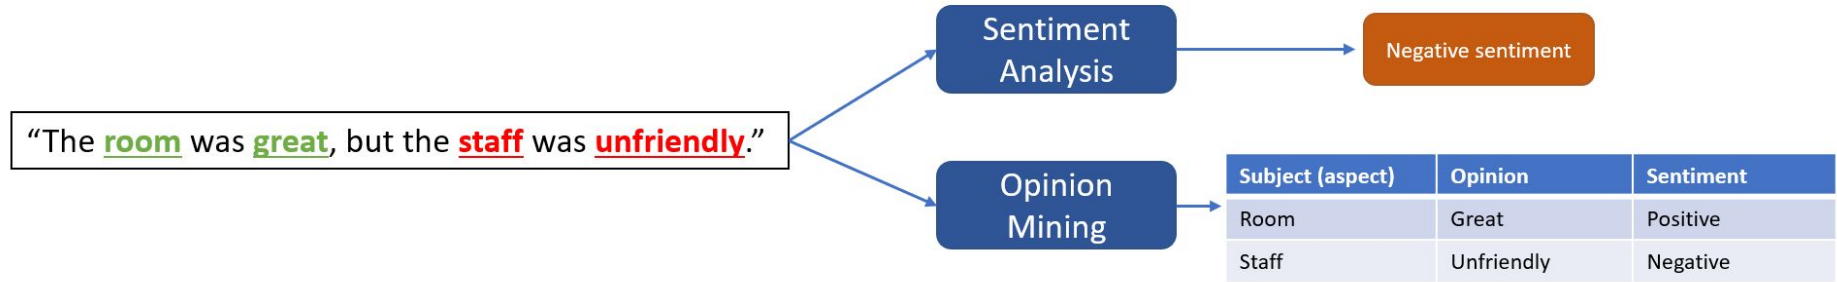 “The room was great, but the staff was unfriendly.”
Sentiment
Analysis
Negative sentiment
Opinion
Mining
Subject (aspect) Opinion Sentiment
Room Great Positive
Staff Unfriendly Negative